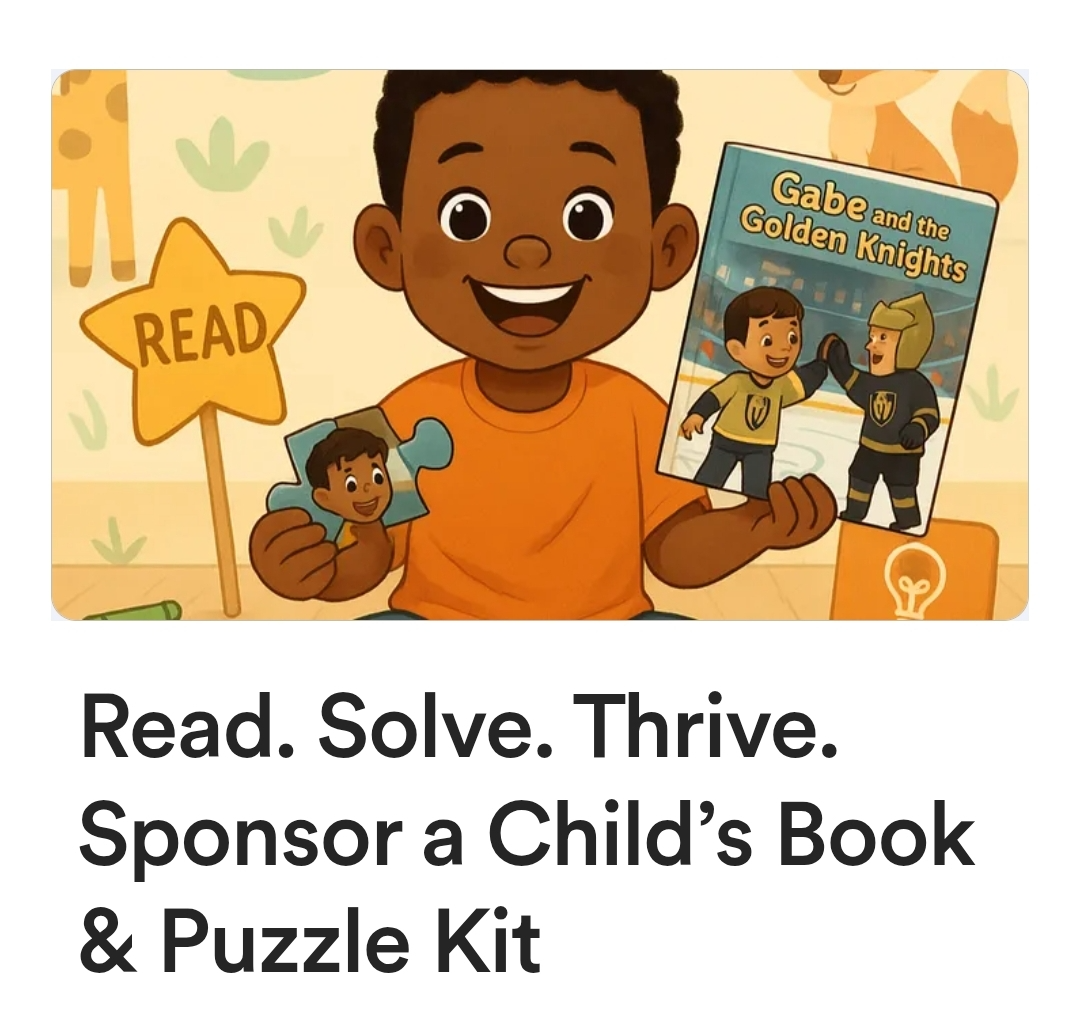 READ
Gabe and the
Golden Knights
Read. Solve. Thrive.
Sponsor a Child’s Book
& Puzzle Kit